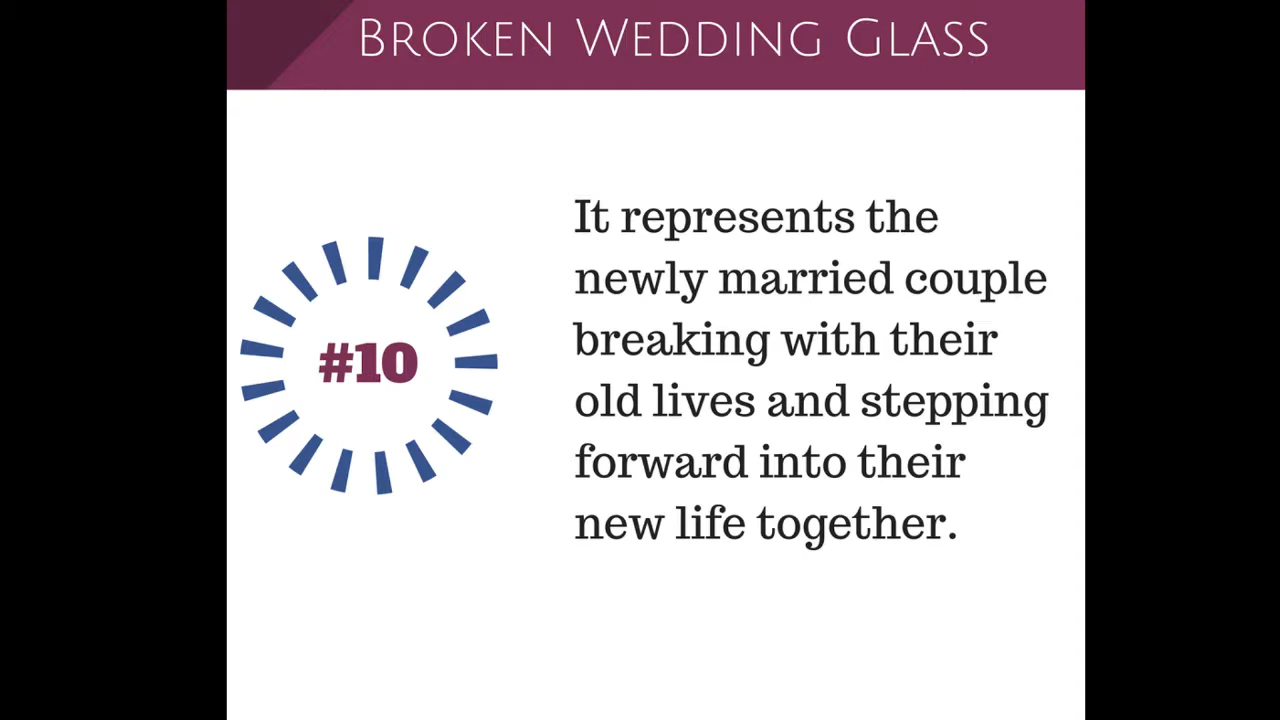 BROKEN WEDDING GLASS
#10
It represents the
newly married couple
breaking with their
old lives and stepping
forward into their
new life together.